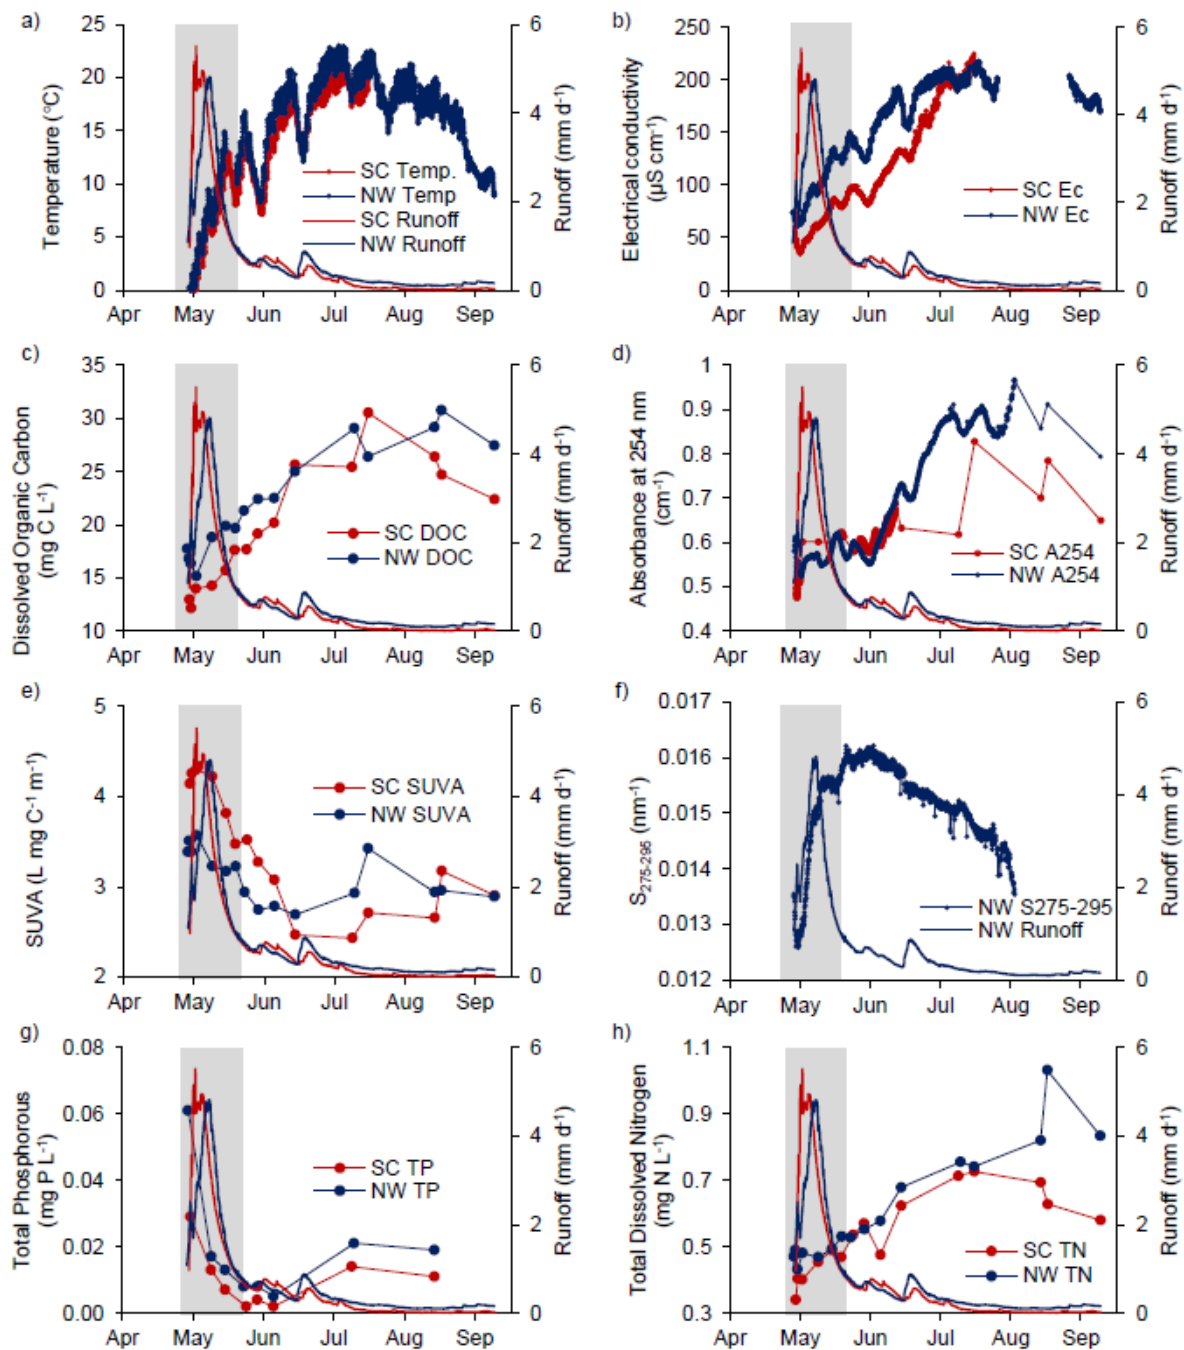 a)
Temperature (°C)
25
20
15
10
5
0
6
4
2
0
Runoff (mm d⁻¹)
SC Temp.
NW Temp
SC Runoff
NW Runoff
Apr May Jun Jul Aug Sep
b)
Electrical conductivity
(µS cm⁻¹)
250
200
150
100
50
0
6
4
2
0
Runoff (mm d⁻¹)
SC Ec
NW Ec
Apr May Jun Jul Aug Sep
c)
Dissolved Organic Carbon
(mg C L⁻¹)
35
30
25
20
15
10
6
4
2
0
Runoff (mm d⁻¹)
SC DOC
NW DOC
Apr May Jun Jul Aug Sep
d)
Absorbance at 254 nm
(cm⁻¹)
1
0.9
0.8
0.7
0.6
0.5
0.4
6
4
2
0
Runoff (mm d⁻¹)
SC A254
NW A254
Apr May Jun Jul Aug Sep
e)
SUVA (L mg C⁻¹ m⁻¹)
5
4
3
2
6
4
2
0
Runoff (mm d⁻¹)
SC SUVA
NW SUVA
Apr May Jun Jul Aug Sep
f)
S₂₇₅₋₂₉₅ (nm⁻¹)
0.017
0.016
0.015
0.014
0.013
0.012
6
4
2
0
Runoff (mm d⁻¹)
NW S275-295
NW Runoff
Apr May Jun Jul Aug Sep
g)
Total Phosphorous
(mg P L⁻¹)
0.08
0.06
0.04
0.02
0.00
6
4
2
0
Runoff (mm d⁻¹)
SC TP
NW TP
Apr May Jun Jul Aug Sep
h)
Total Dissolved Nitrogen
(mg N L⁻¹)
1.1
0.9
0.7
0.5
0.3
6
4
2
0
Runoff (mm d⁻¹)
SC TN
NW TN
Apr May Jun Jul Aug Sep